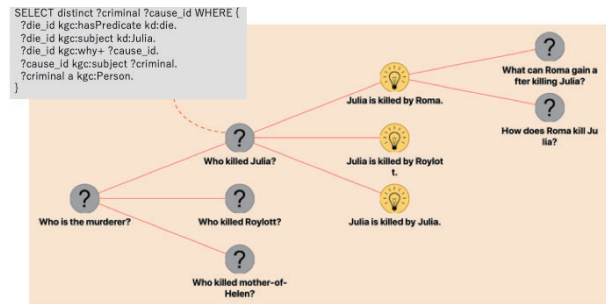 SELECT distinct ?criminal ?cause_id WHERE {
?die_id kgc:hasPredicate kd:die.
?die_id kgc:subject kd:Julia.
?die_id kgc:why+ ?cause_id.
?cause_id kgc:subject ?criminal.
?criminal a kgc:Person.
}
?
What can Roma gain a
fter killing Julia?
Julia is killed by Roma.
?
How does Roma kill Ju
lia?
?
Who killed Julia?
Julia is killed by Roylot
t.
?
Who is the murderer?
?
Who killed Roylott?
Julia is killed by Julia.
?
Who killed mother-of-
Helen?